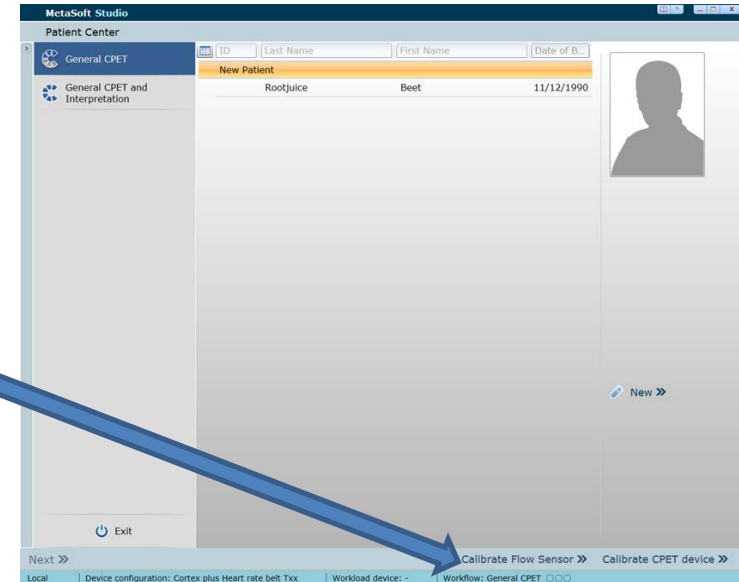 MetaSoft Studio
Patient Center
General CPET
General CPET and
Interpretation
ID Last Name First Name Date of B...
New Patient
Rootjuice Beet 11/12/1990
New »
Exit
Next » Calibrate Flow Sensor » Calibrate CPET device »
Local Device configuration: Cortex plus Heart rate belt Txx Workload device: - Workflow: General CPET